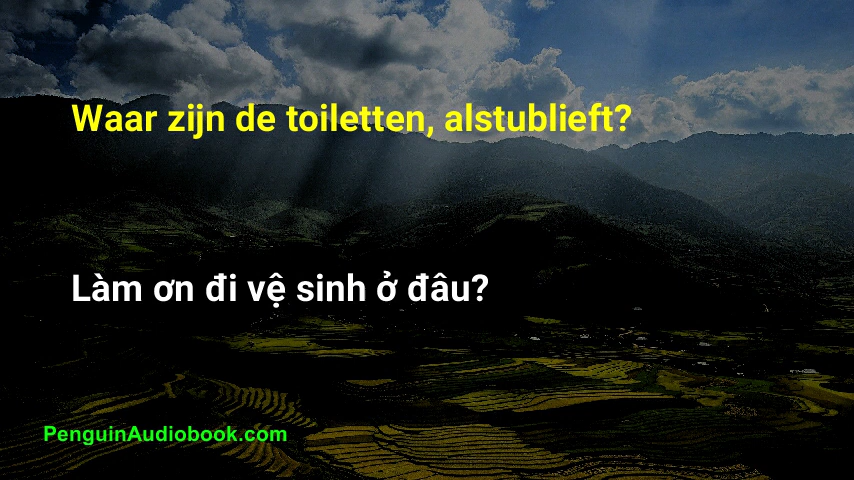 Waar zijn de toiletten, alstublieft?
Làm ơn đi vệ sinh ở đâu?
PenguinAudiobook.com